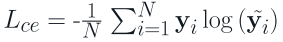 $L_{ce} = -\frac{1}{N} \sum_{i=1}^{N} \mathbf{y}_i \log(\tilde{\mathbf{y}_i})$